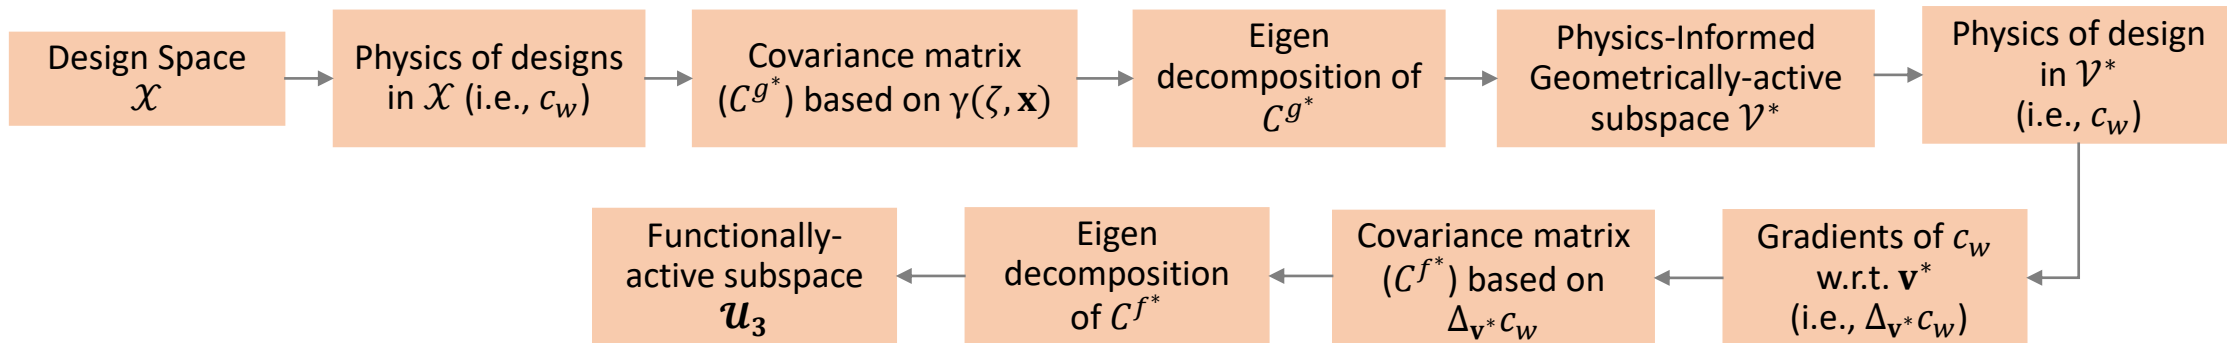 Design Space
𝒳
Physics of designs
in 𝒳 (i.e., c_w)
Covariance matrix
(C^{g*}) based on γ(ζ, 𝐱)
Eigen
decomposition of
C^{g*}
Physics-Informed
Geometrically-active
subspace 𝒱*
Physics of design
in 𝒱*
(i.e., c_w)
Gradients of c_w
w.r.t. 𝐯*
(i.e., Δ_{𝐯*}c_w)
Covariance matrix
(C^{f*}) based on
Δ_{𝐯*}c_w
Eigen
decomposition
of C^{f*}
Functionally-
active subspace
𝓤₃